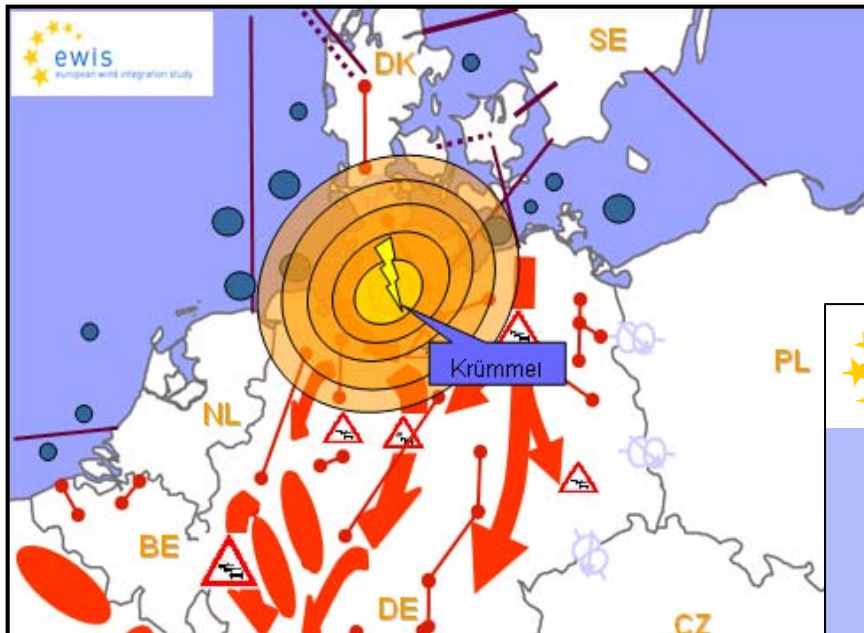 ewis
european wind integration study
DK
SE
Krümmel
PL
NL
BE
DE
CZ